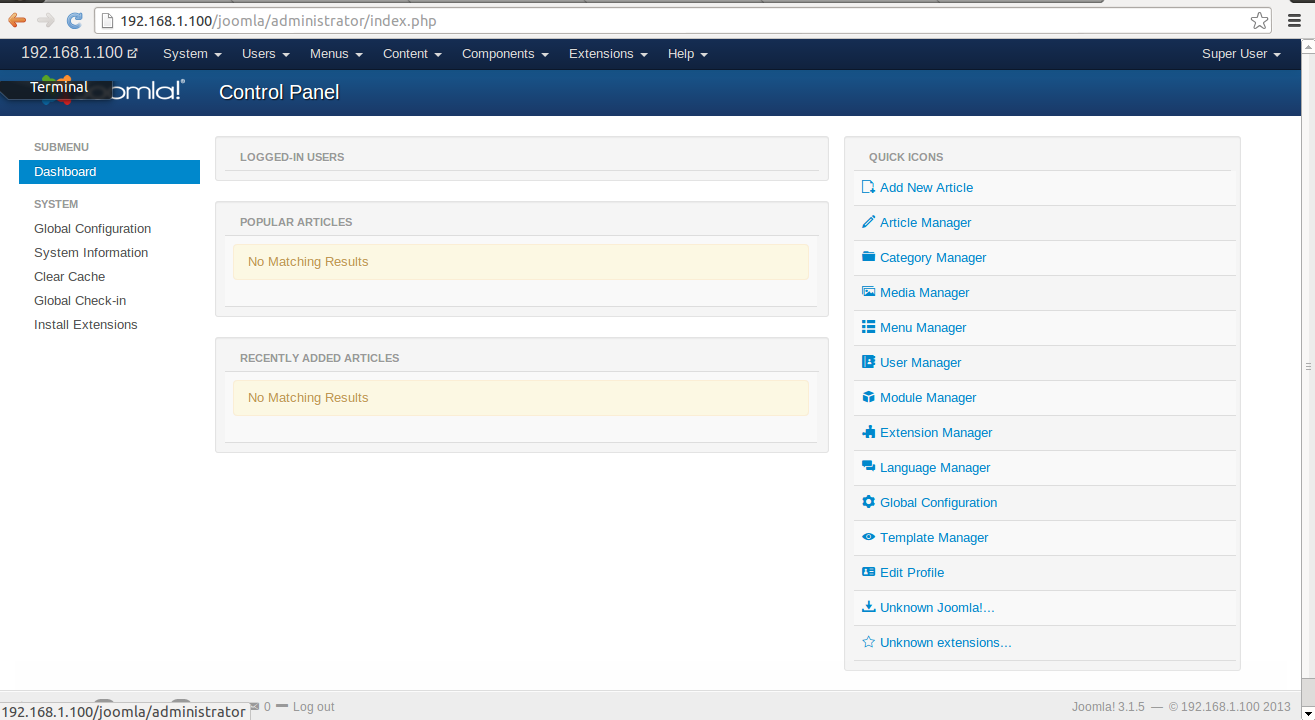 192.168.1.100/joomla/administrator/index.php
192.168.1.100 System Users Menus Content Components Extensions Help Super User
Terminal
Joomla!® Control Panel
SUBMENU
Dashboard
SYSTEM
Global Configuration
System Information
Clear Cache
Global Check-in
Install Extensions
LOGGED-IN USERS
POPULAR ARTICLES
No Matching Results
RECENTLY ADDED ARTICLES
No Matching Results
QUICK ICONS
Add New Article
Article Manager
Category Manager
Media Manager
Menu Manager
User Manager
Module Manager
Extension Manager
Language Manager
Global Configuration
Template Manager
Edit Profile
Unknown Joomla!...
Unknown extensions...
0 Log out
Joomla! 3.1.5 — © 192.168.1.100 2013
192.168.1.100/joomla/administrator